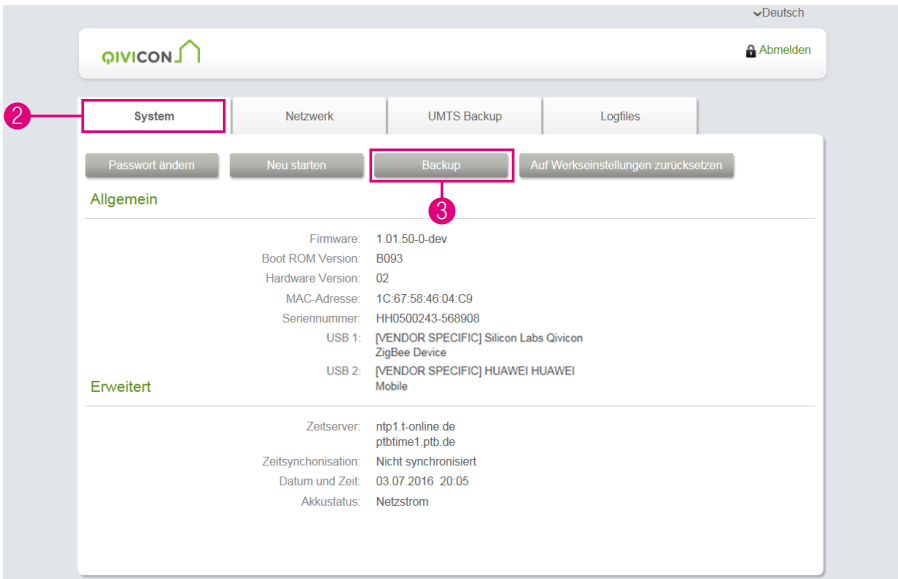 Deutsch
QIVICON
Abmelden
2
System
Netzwerk
UMTS Backup
Logfiles
Passwort ändern
Neu starten
Backup
Auf Werkseinstellungen zurücksetzen
3
Allgemein
Firmware: 1.01.50-0-dev
Boot ROM Version: B093
Hardware Version: 02
MAC-Adresse: 1C:67:58:46:04:C9
Seriennummer: HH0500243-568908
USB 1: [VENDOR SPECIFIC] Silicon Labs Qivicon
ZigBee Device
USB 2: [VENDOR SPECIFIC] HUAWEI HUAWEI
Mobile
Erweitert
Zeitserver: ntp1.t-online.de
ptbtime1.ptb.de
Zeitsynchonisation: Nicht synchronisiert
Datum und Zeit: 03.07.2016 20:05
Akkustatus: Netzstrom